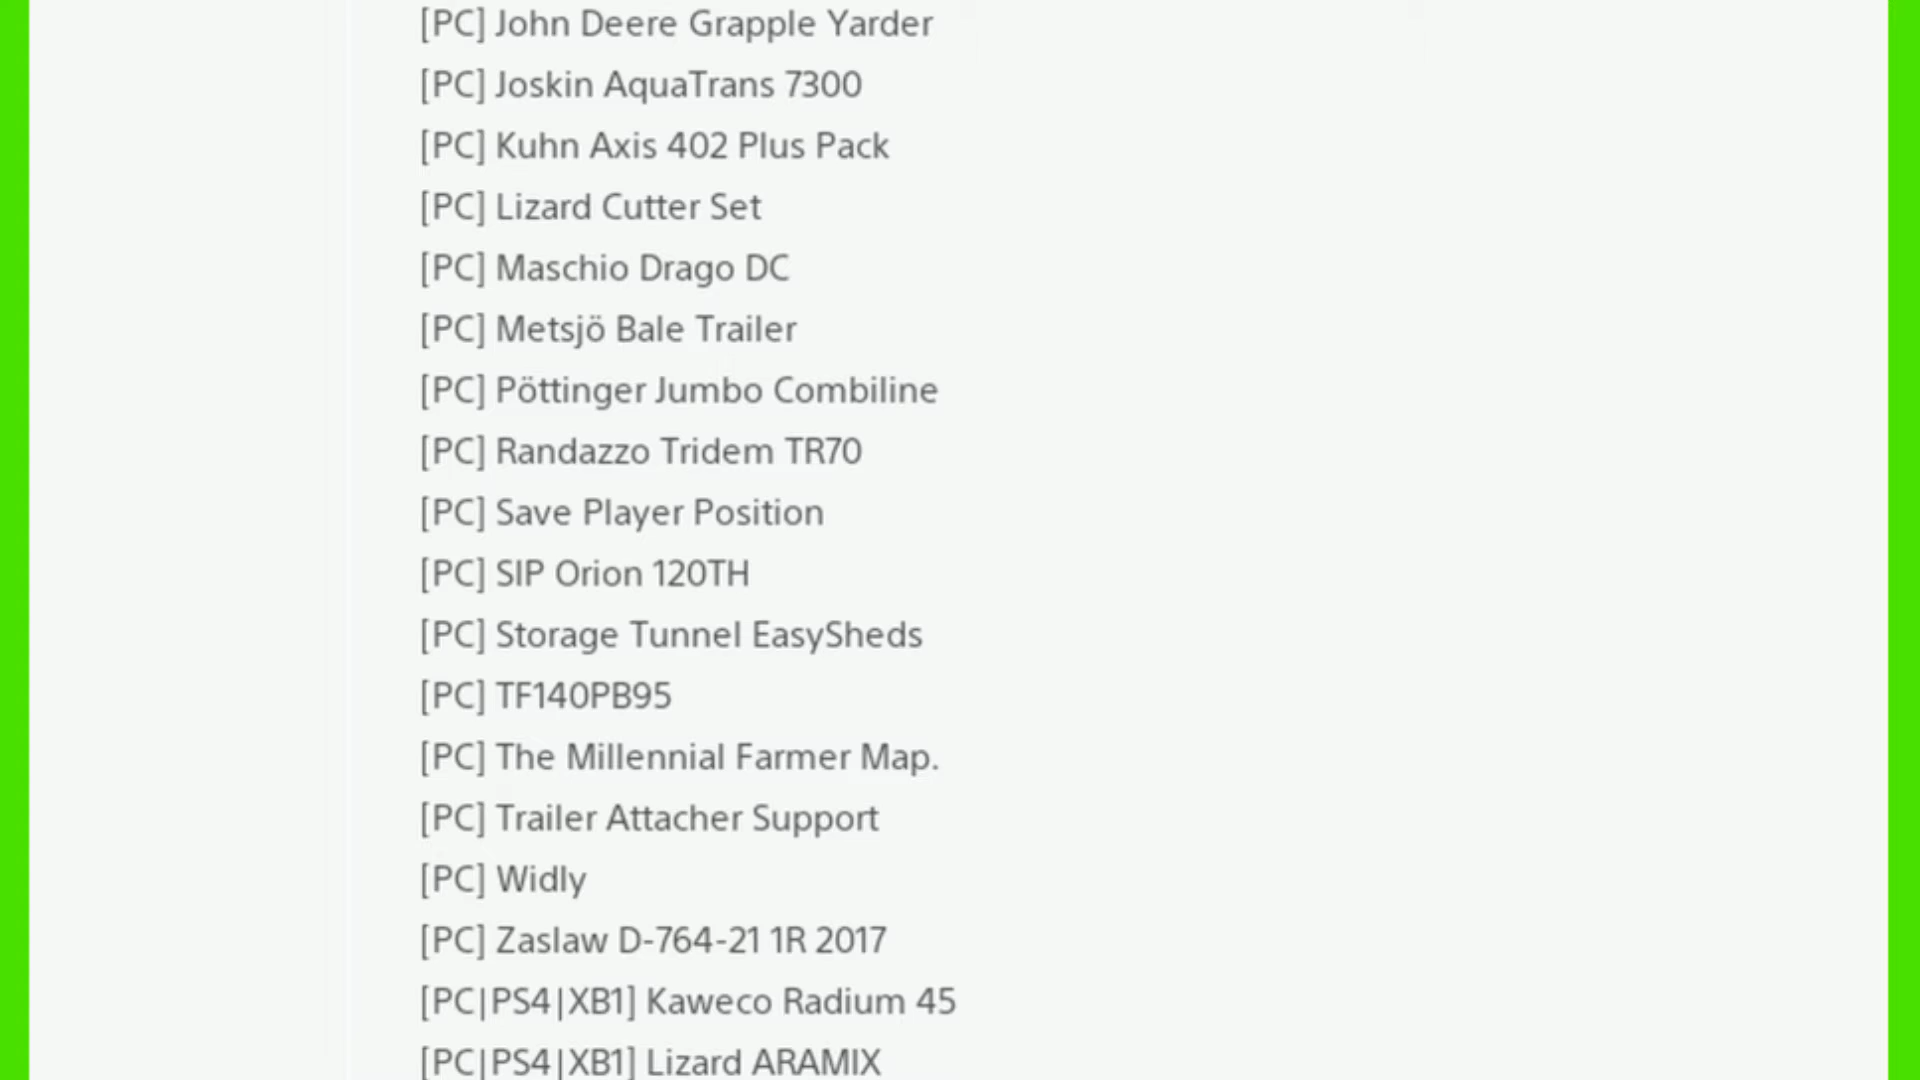 [PC] John Deere Grapple Yarder
[PC] Joskin AquaTrans 7300
[PC] Kuhn Axis 402 Plus Pack
[PC] Lizard Cutter Set
[PC] Maschio Drago DC
[PC] Metsjö Bale Trailer
[PC] Pöttinger Jumbo Combiline
[PC] Randazzo Tridem TR70
[PC] Save Player Position
[PC] SIP Orion 120TH
[PC] Storage Tunnel EasySheds
[PC] TF140PB95
[PC] The Millennial Farmer Map.
[PC] Trailer Attacher Support
[PC] Widly
[PC] Zaslaw D-764-21 1R 2017
[PC|PS4|XB1] Kaweco Radium 45
[PC|PS4|XB1] Lizard ARAMIX